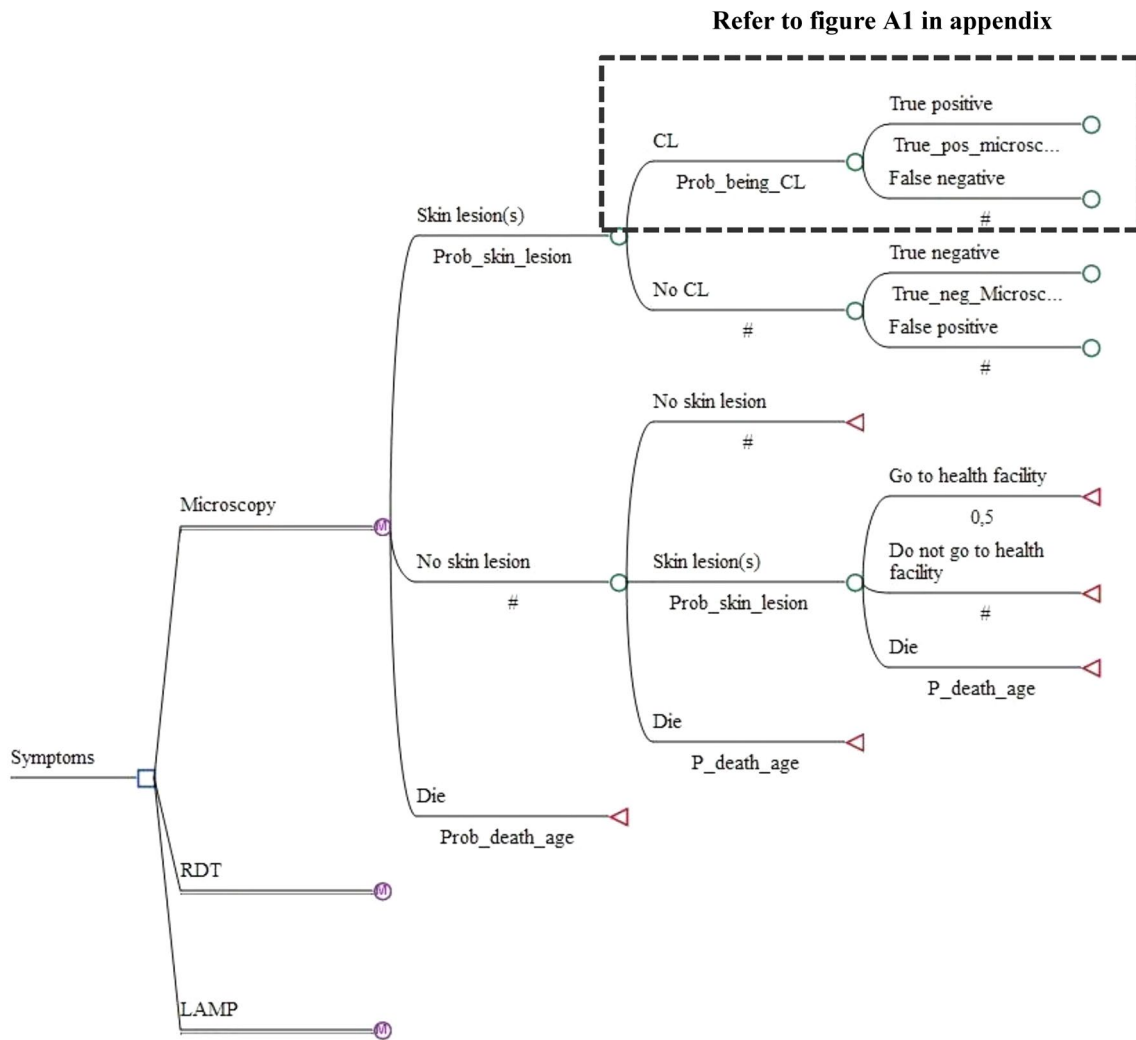 Refer to figure A1 in appendix
True positive
CL
True_pos_microsc...
Prob_being_CL
False negative
#
Skin lesion(s)
Prob_skin_lesion
True negative
No CL
True_neg_Microsc...
#
False positive
#
No skin lesion
#
Go to health facility
0,5
Microscopy
M
No skin lesion
#
Skin lesion(s)
Prob_skin_lesion
Do not go to health
facility
#
Die
P_death_age
Die
P_death_age
Symptoms
Die
Prob_death_age
RDT
M
LAMP
M